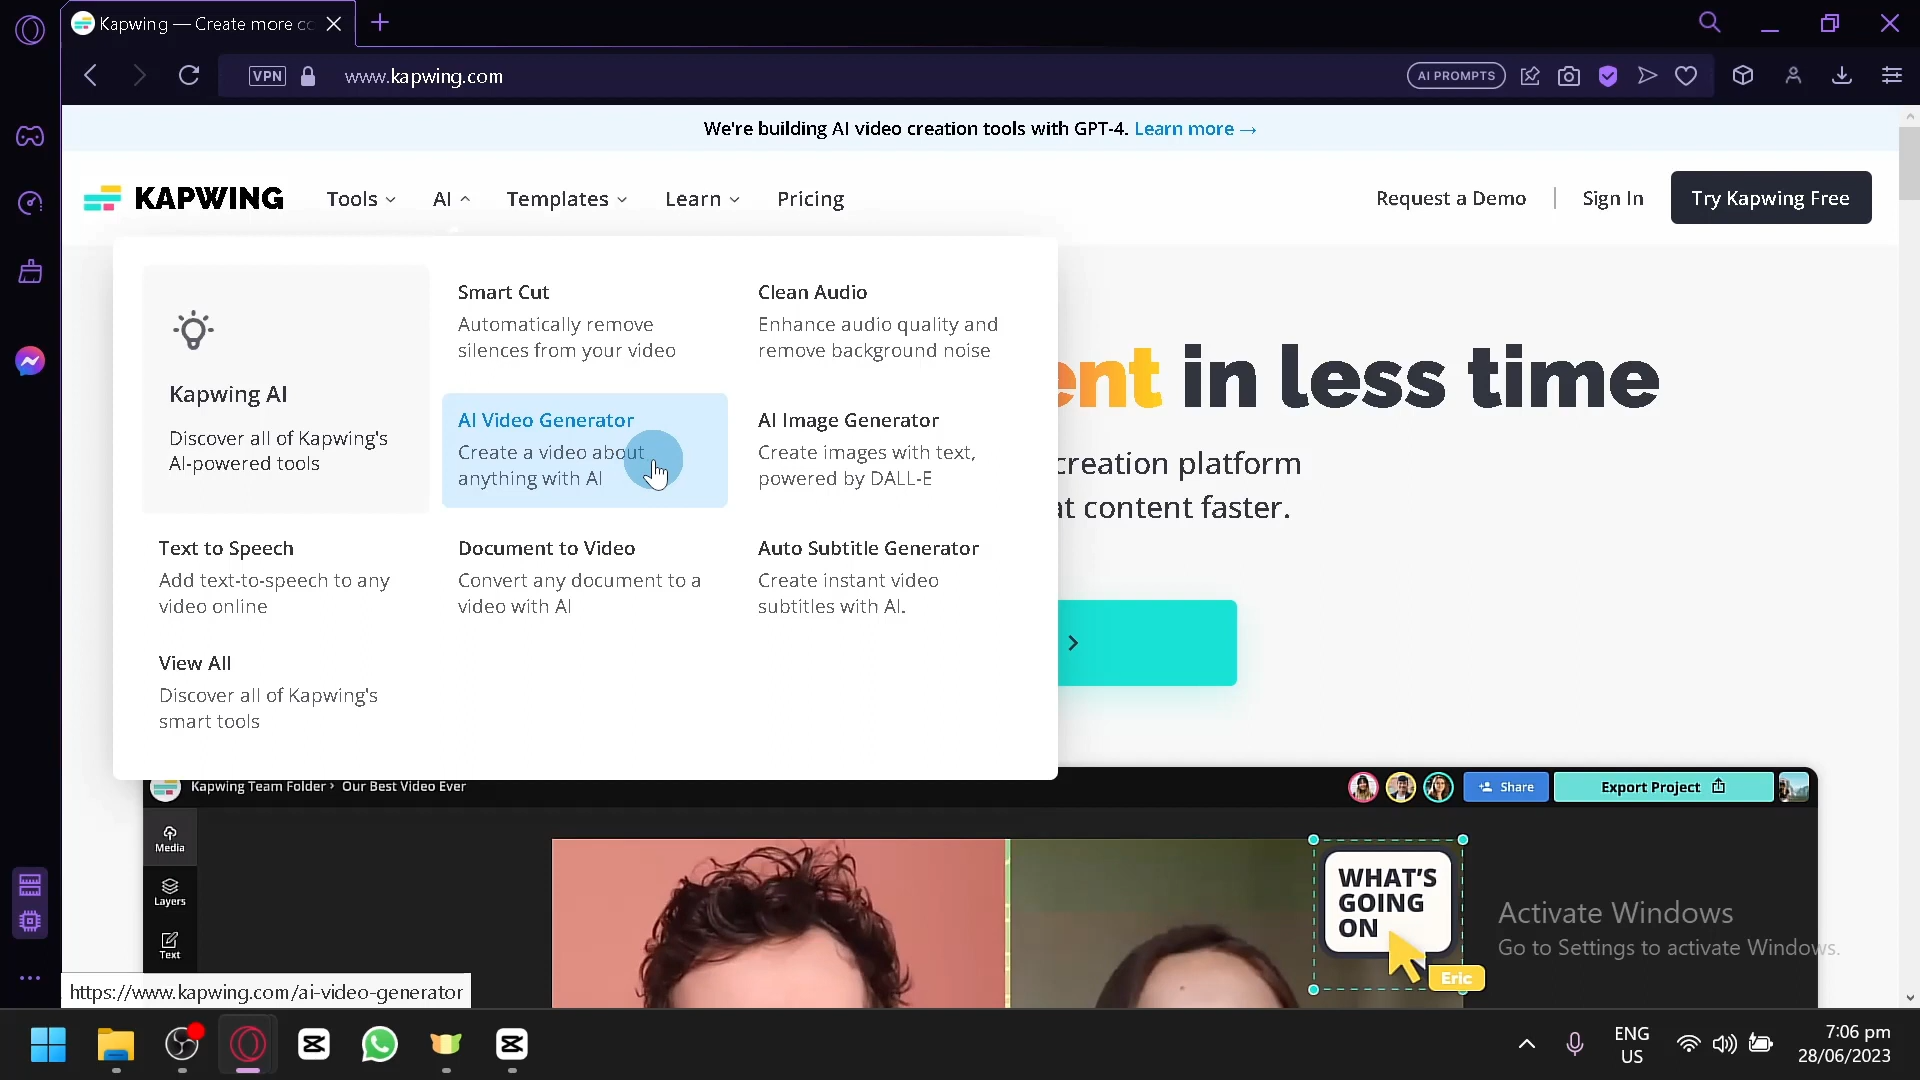 Kapwing — Create more co
VPN
www.kapwing.com
AI PROMPTS
We're building AI video creation tools with GPT-4. Learn more →
KAPWING
Tools
AI
Templates
Learn
Pricing
Request a Demo
Sign In
Try Kapwing Free
Kapwing AI
Discover all of Kapwing's
AI-powered tools
Smart Cut
Automatically remove
silences from your video
Clean Audio
Enhance audio quality and
remove background noise
AI Video Generator
Create a video about
anything with AI
AI Image Generator
Create images with text,
powered by DALL-E
Text to Speech
Add text-to-speech to any
video online
Document to Video
Convert any document to a
video with AI
Auto Subtitle Generator
Create instant video
subtitles with AI.
View All
Discover all of Kapwing's
smart tools
ent in less time
creation platform
at content faster.
Kapwing Team Folder › Our Best Video Ever
Share
Export Project
Media
Layers
Text
WHAT'S
GOING
ON
Eric
Activate Windows
Go to Settings to activate Windows.
https://www.kapwing.com/ai-video-generator
ENG
US
7:06 pm
28/06/2023